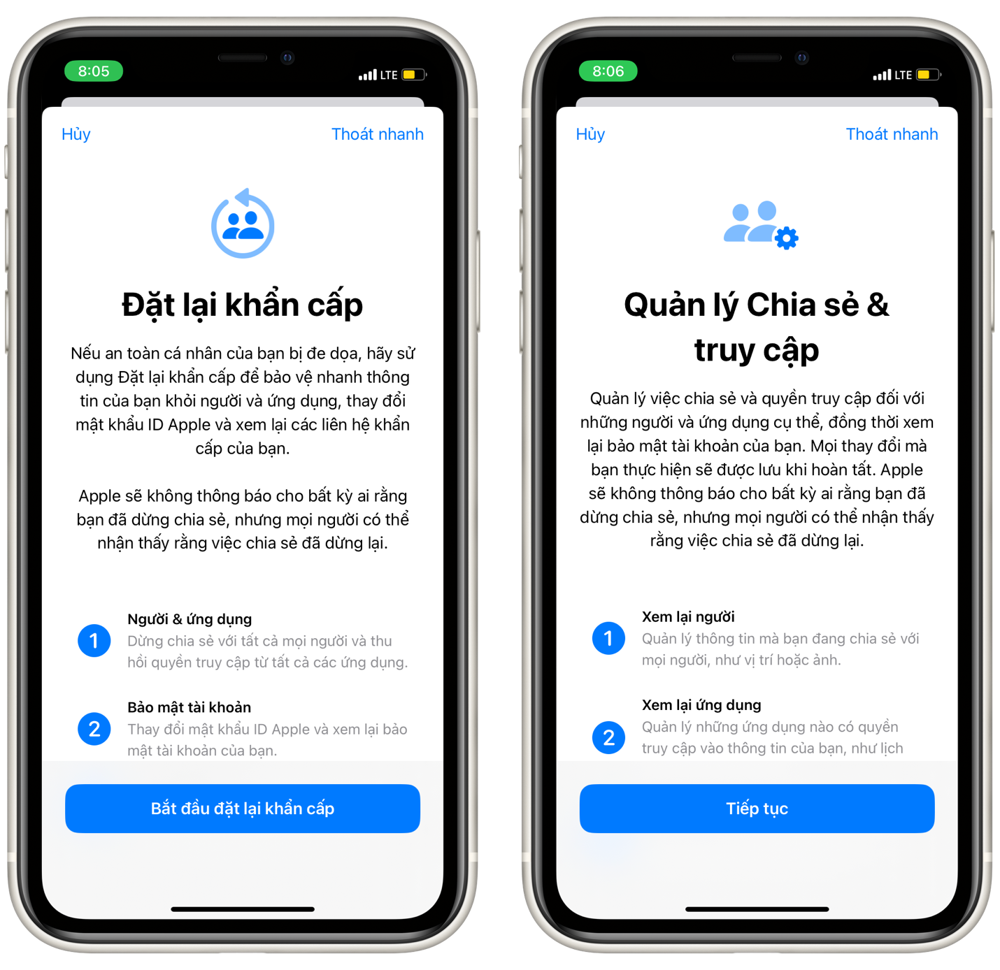 8:05
LTE
Hủy
Thoát nhanh
Đặt lại khẩn cấp
Nếu an toàn cá nhân của bạn bị đe dọa, hãy sử
dụng Đặt lại khẩn cấp để bảo vệ nhanh thông
tin của bạn khỏi người và ứng dụng, thay đổi
mật khẩu ID Apple và xem lại các liên hệ khẩn
cấp của bạn.
Apple sẽ không thông báo cho bất kỳ ai rằng
bạn đã dừng chia sẻ, nhưng mọi người có thể
nhận thấy rằng việc chia sẻ đã dừng lại.
1
Người & ứng dụng
Dừng chia sẻ với tất cả mọi người và thu
hồi quyền truy cập từ tất cả các ứng dụng.
2
Bảo mật tài khoản
Thay đổi mật khẩu ID Apple và xem lại bảo
mật tài khoản của bạn.
Bắt đầu đặt lại khẩn cấp
8:06
LTE
Hủy
Thoát nhanh
Quản lý Chia sẻ &
truy cập
Quản lý việc chia sẻ và quyền truy cập đối với
những người và ứng dụng cụ thể, đồng thời xem
lại bảo mật tài khoản của bạn. Mọi thay đổi mà
bạn thực hiện sẽ được lưu khi hoàn tất. Apple
sẽ không thông báo cho bất kỳ ai rằng bạn đã
dừng chia sẻ, nhưng mọi người có thể nhận thấy
rằng việc chia sẻ đã dừng lại.
1
Xem lại người
Quản lý thông tin mà bạn đang chia sẻ với
mọi người, như vị trí hoặc ảnh.
2
Xem lại ứng dụng
Quản lý những ứng dụng nào có quyền
truy cập vào thông tin của bạn, như lịch
Tiếp tục